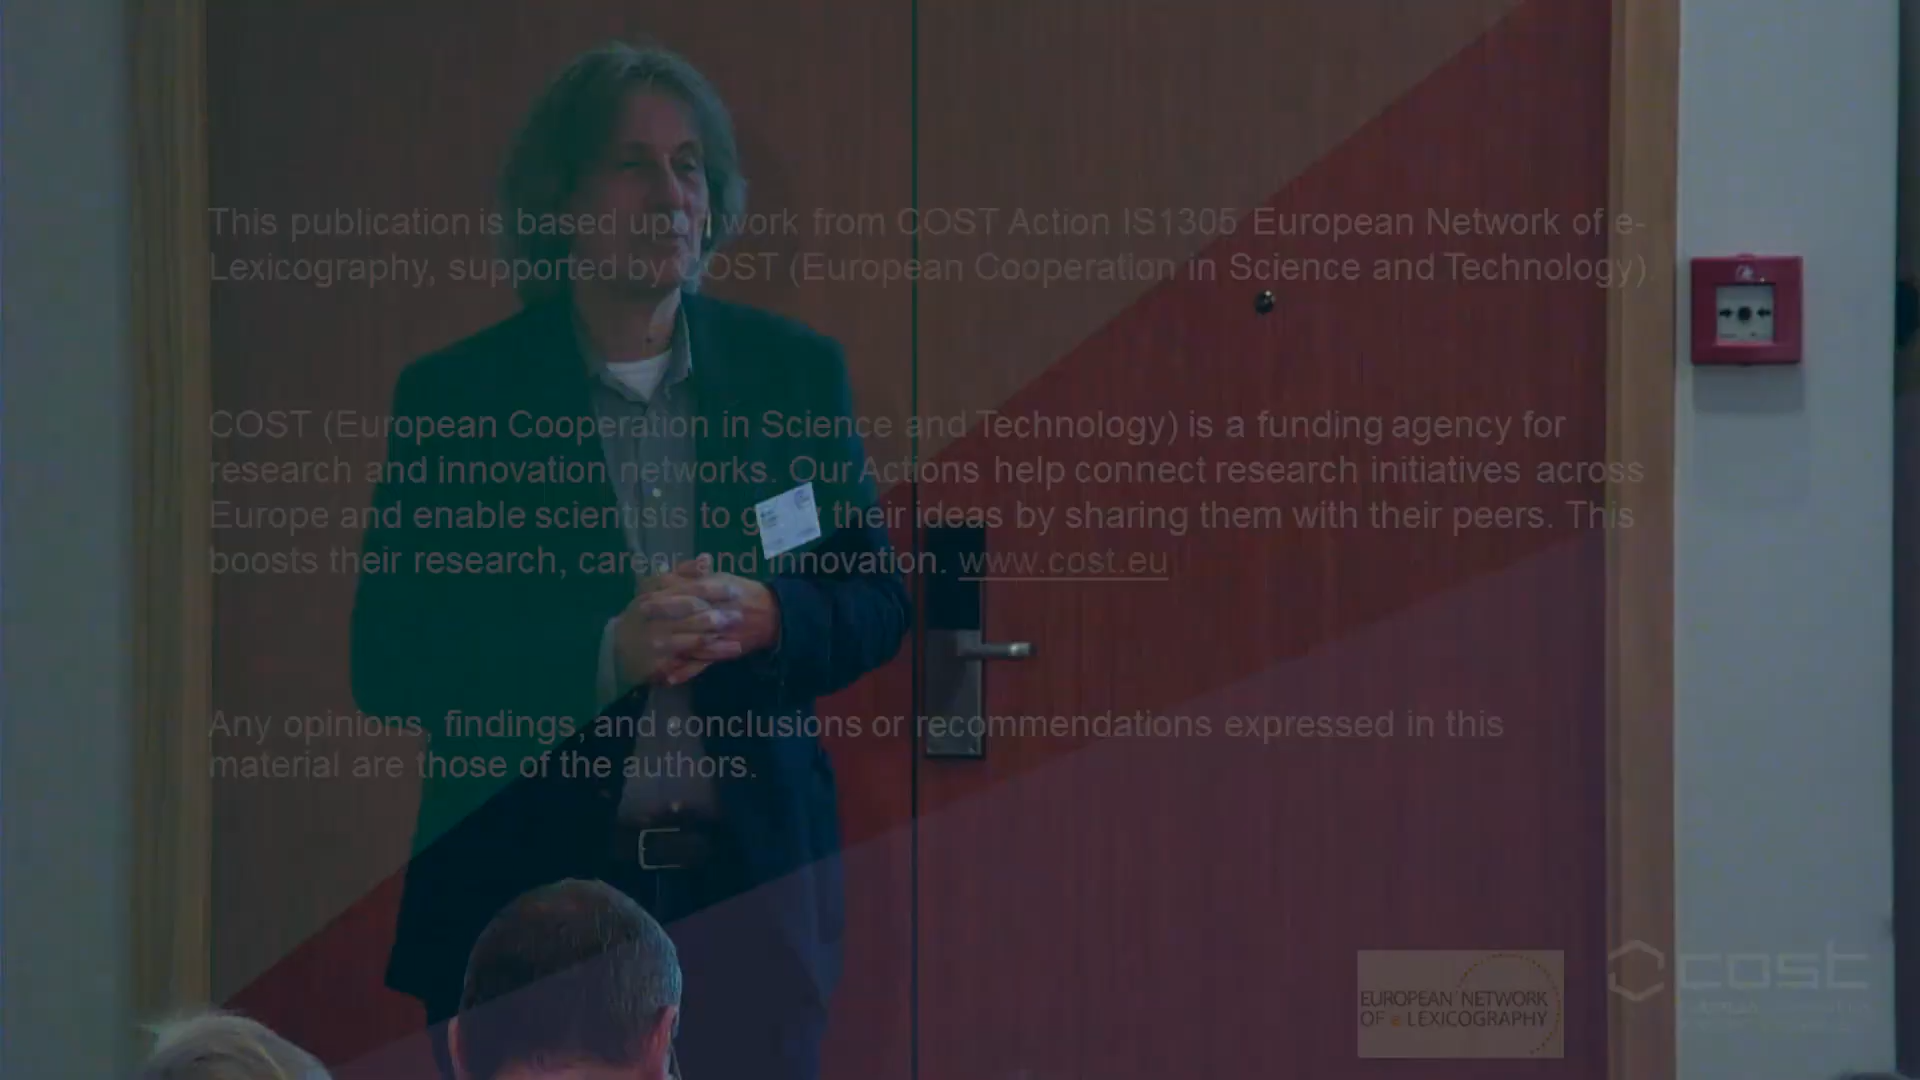 This publication is based upon work from COST Action IS1305 European Network of e-
Lexicography, supported by COST (European Cooperation in Science and Technology)
COST (European Cooperation in Science and Technology) is a funding agency for
research and innovation networks. Our Actions help connect research initiatives across
Europe and enable scientists to grow their ideas by sharing them with their peers. This
boosts their research, career and innovation. www.cost.eu
Any opinions, findings, and conclusions or recommendations expressed in this
material are those of the authors.
EUROPEAN NETWORK
OF e LEXICOGRAPHY
cost